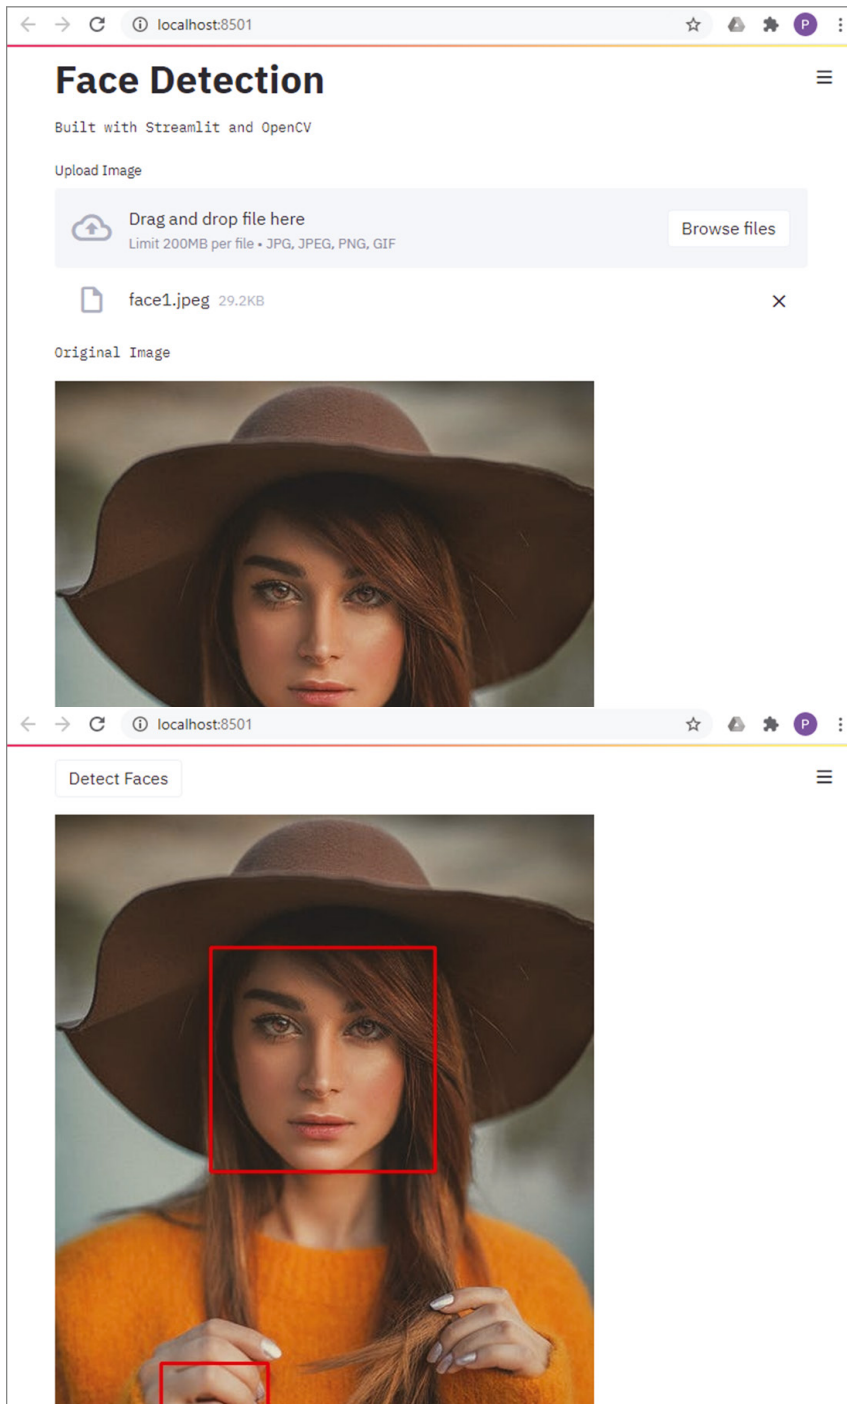 localhost:8501
P
Face Detection
Built with Streamlit and OpenCV
Upload Image
Drag and drop file here
Limit 200MB per file • JPG, JPEG, PNG, GIF
Browse files
face1.jpeg 29.2KB
Original Image
localhost:8501
P
Detect Faces